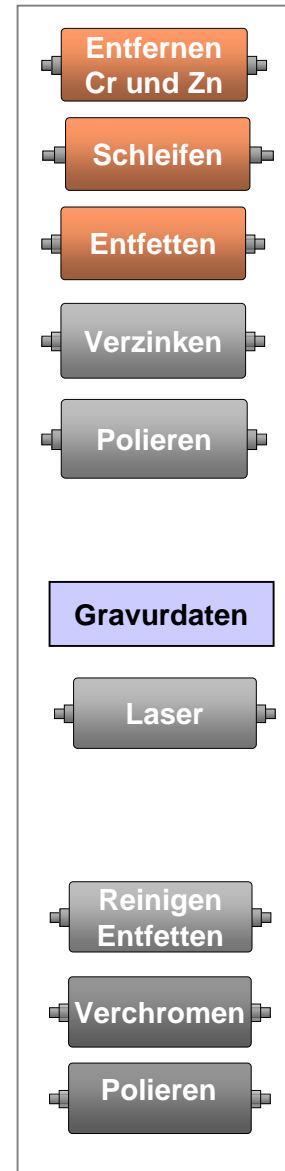 Entfernen
Cr und Zn
Schleifen
Entfetten
Verzinken
Polieren
Gravurdaten
Laser
Reinigen
Entfetten
Verchromen
Polieren